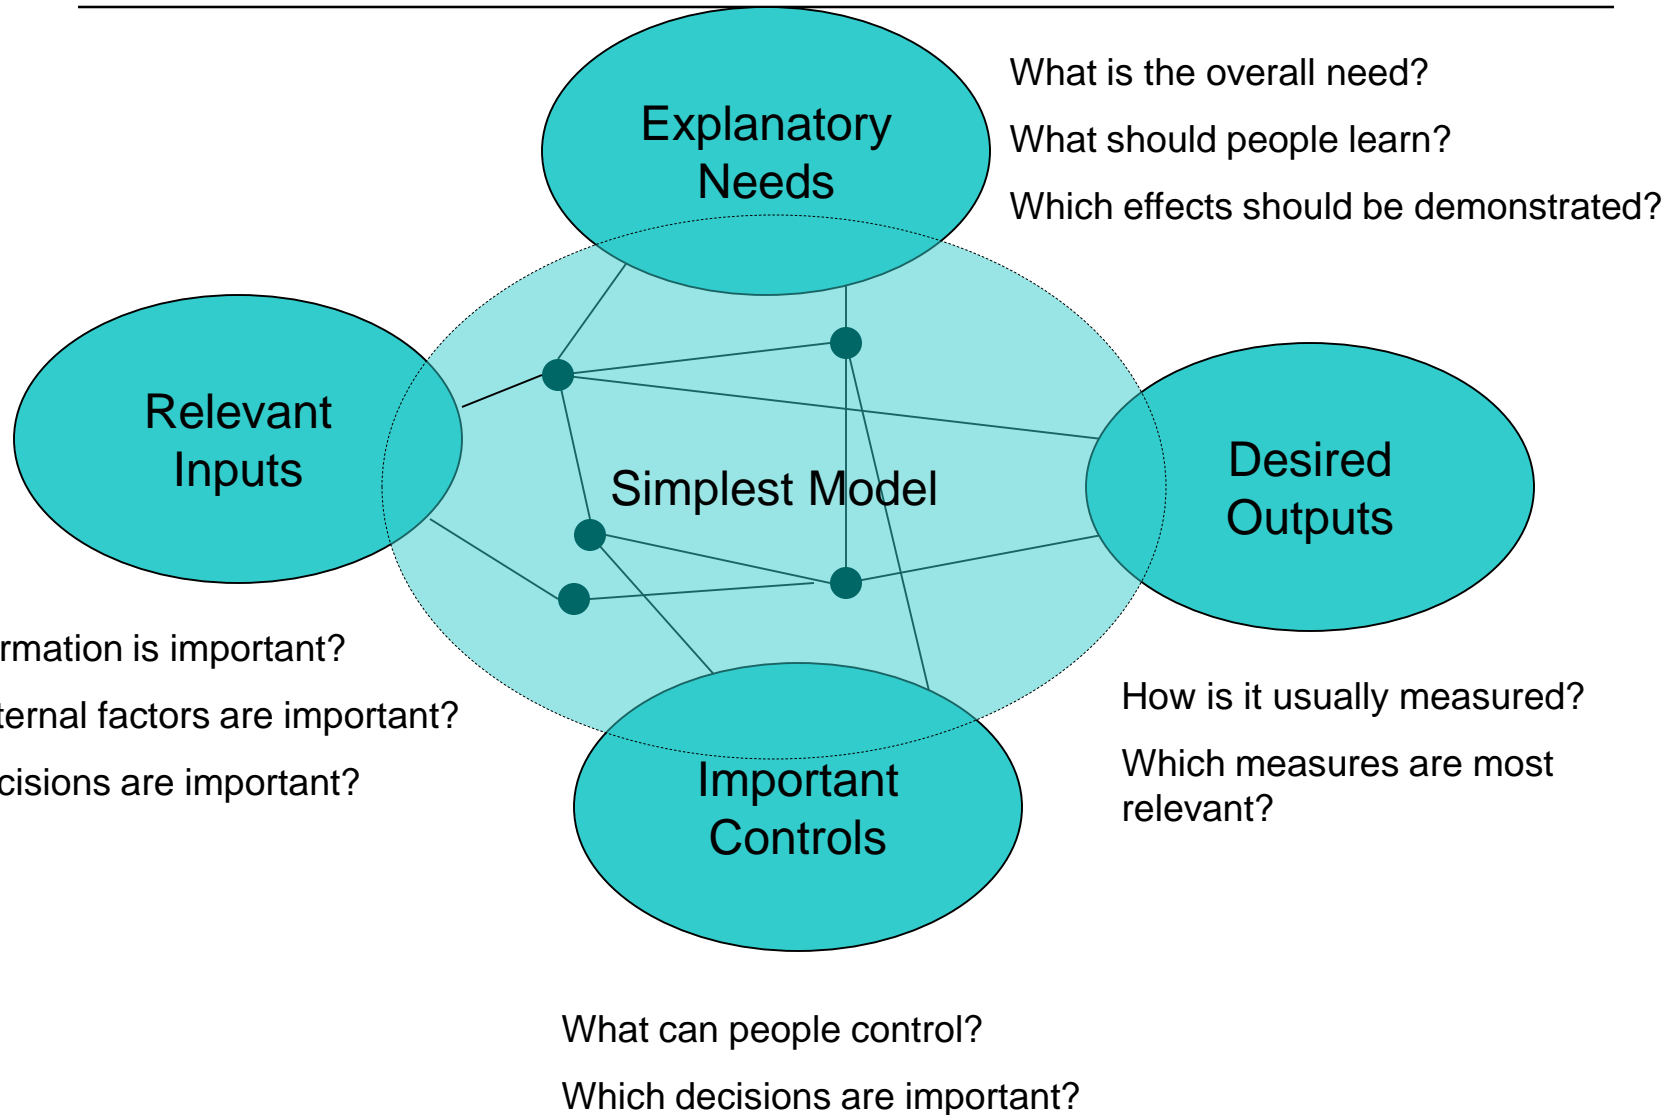 Explanatory
Needs
What is the overall need?
What should people learn?
Which effects should be demonstrated?
Relevant
Inputs
Simplest Model
Desired
Outputs
rmation is important?
ternal factors are important?
cisions are important?
How is it usually measured?
Which measures are most
relevant?
Important
Controls
What can people control?
Which decisions are important?